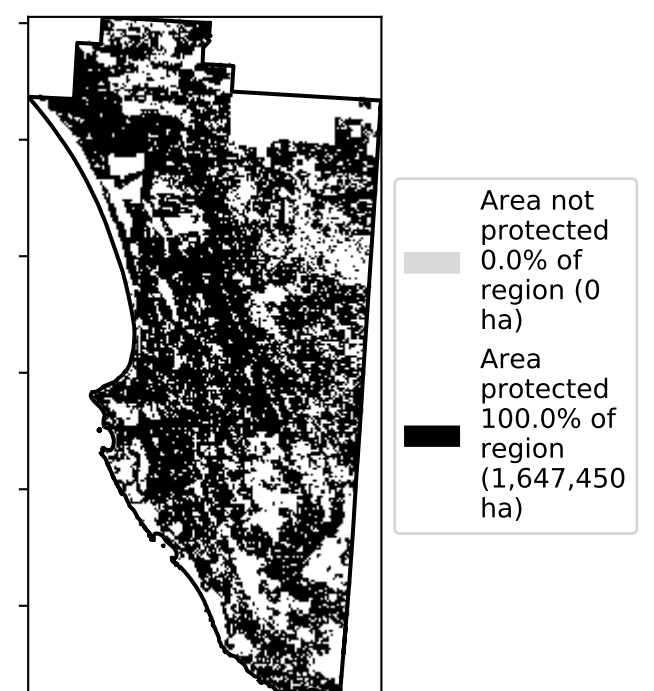 Area not
protected
0.0% of
region (0
ha)
Area
protected
100.0% of
region
(1,647,450
ha)